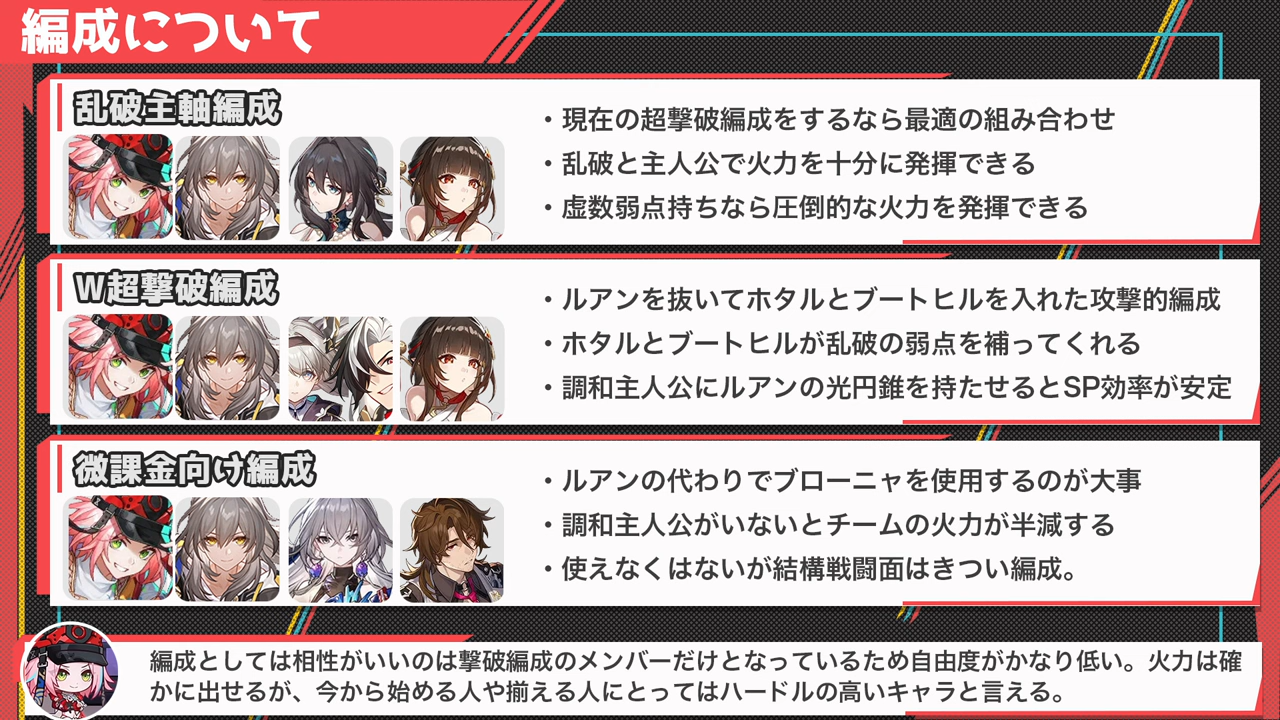 編成について
乱破主軸編成
・現在の超撃破編成をするなら最適の組み合わせ
・乱破と主人公で火力を十分に発揮できる
・虚数弱点持ちなら圧倒的な火力を発揮できる
W超撃破編成
・ルアンを抜いてホタルとブートヒルを入れた攻撃的編成
・ホタルとブートヒルが乱破の弱点を補ってくれる
・調和主人公にルアンの光円錐を持たせるとSP効率が安定
微課金向け編成
・ルアンの代わりでブローニャを使用するのが大事
・調和主人公がいないとチームの火力が半減する
・使えなくはないが結構戦闘面はきつい編成。
編成としては相性がいいのは撃破編成のメンバーだけとなっているため自由度がかなり低い。火力は確
かに出せるが、今から始める人や揃える人にとってはハードルの高いキャラと言える。